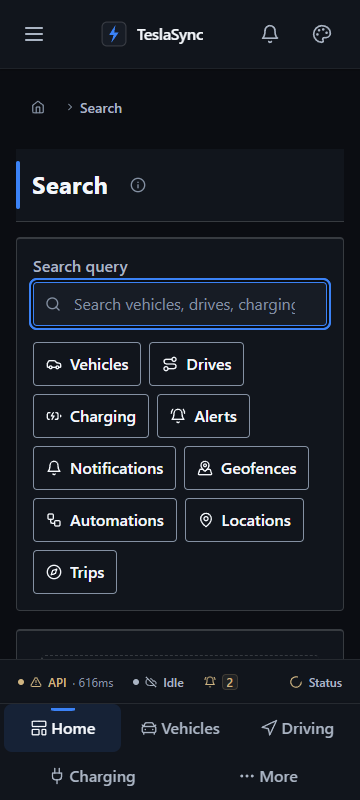 TeslaSync
Search
Search
Search query
Search vehicles, drives, charging
Vehicles
Drives
Charging
Alerts
Notifications
Geofences
Automations
Locations
Trips
API · 616ms
Idle
2
Status
Home
Vehicles
Driving
Charging
More